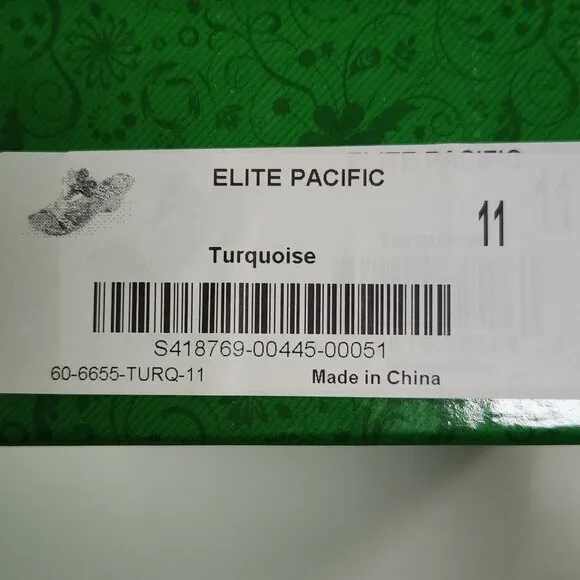 ELITE PACIFIC
11
Turquoise
S418769-00445-00051
60-6655-TURQ-11
Made in China